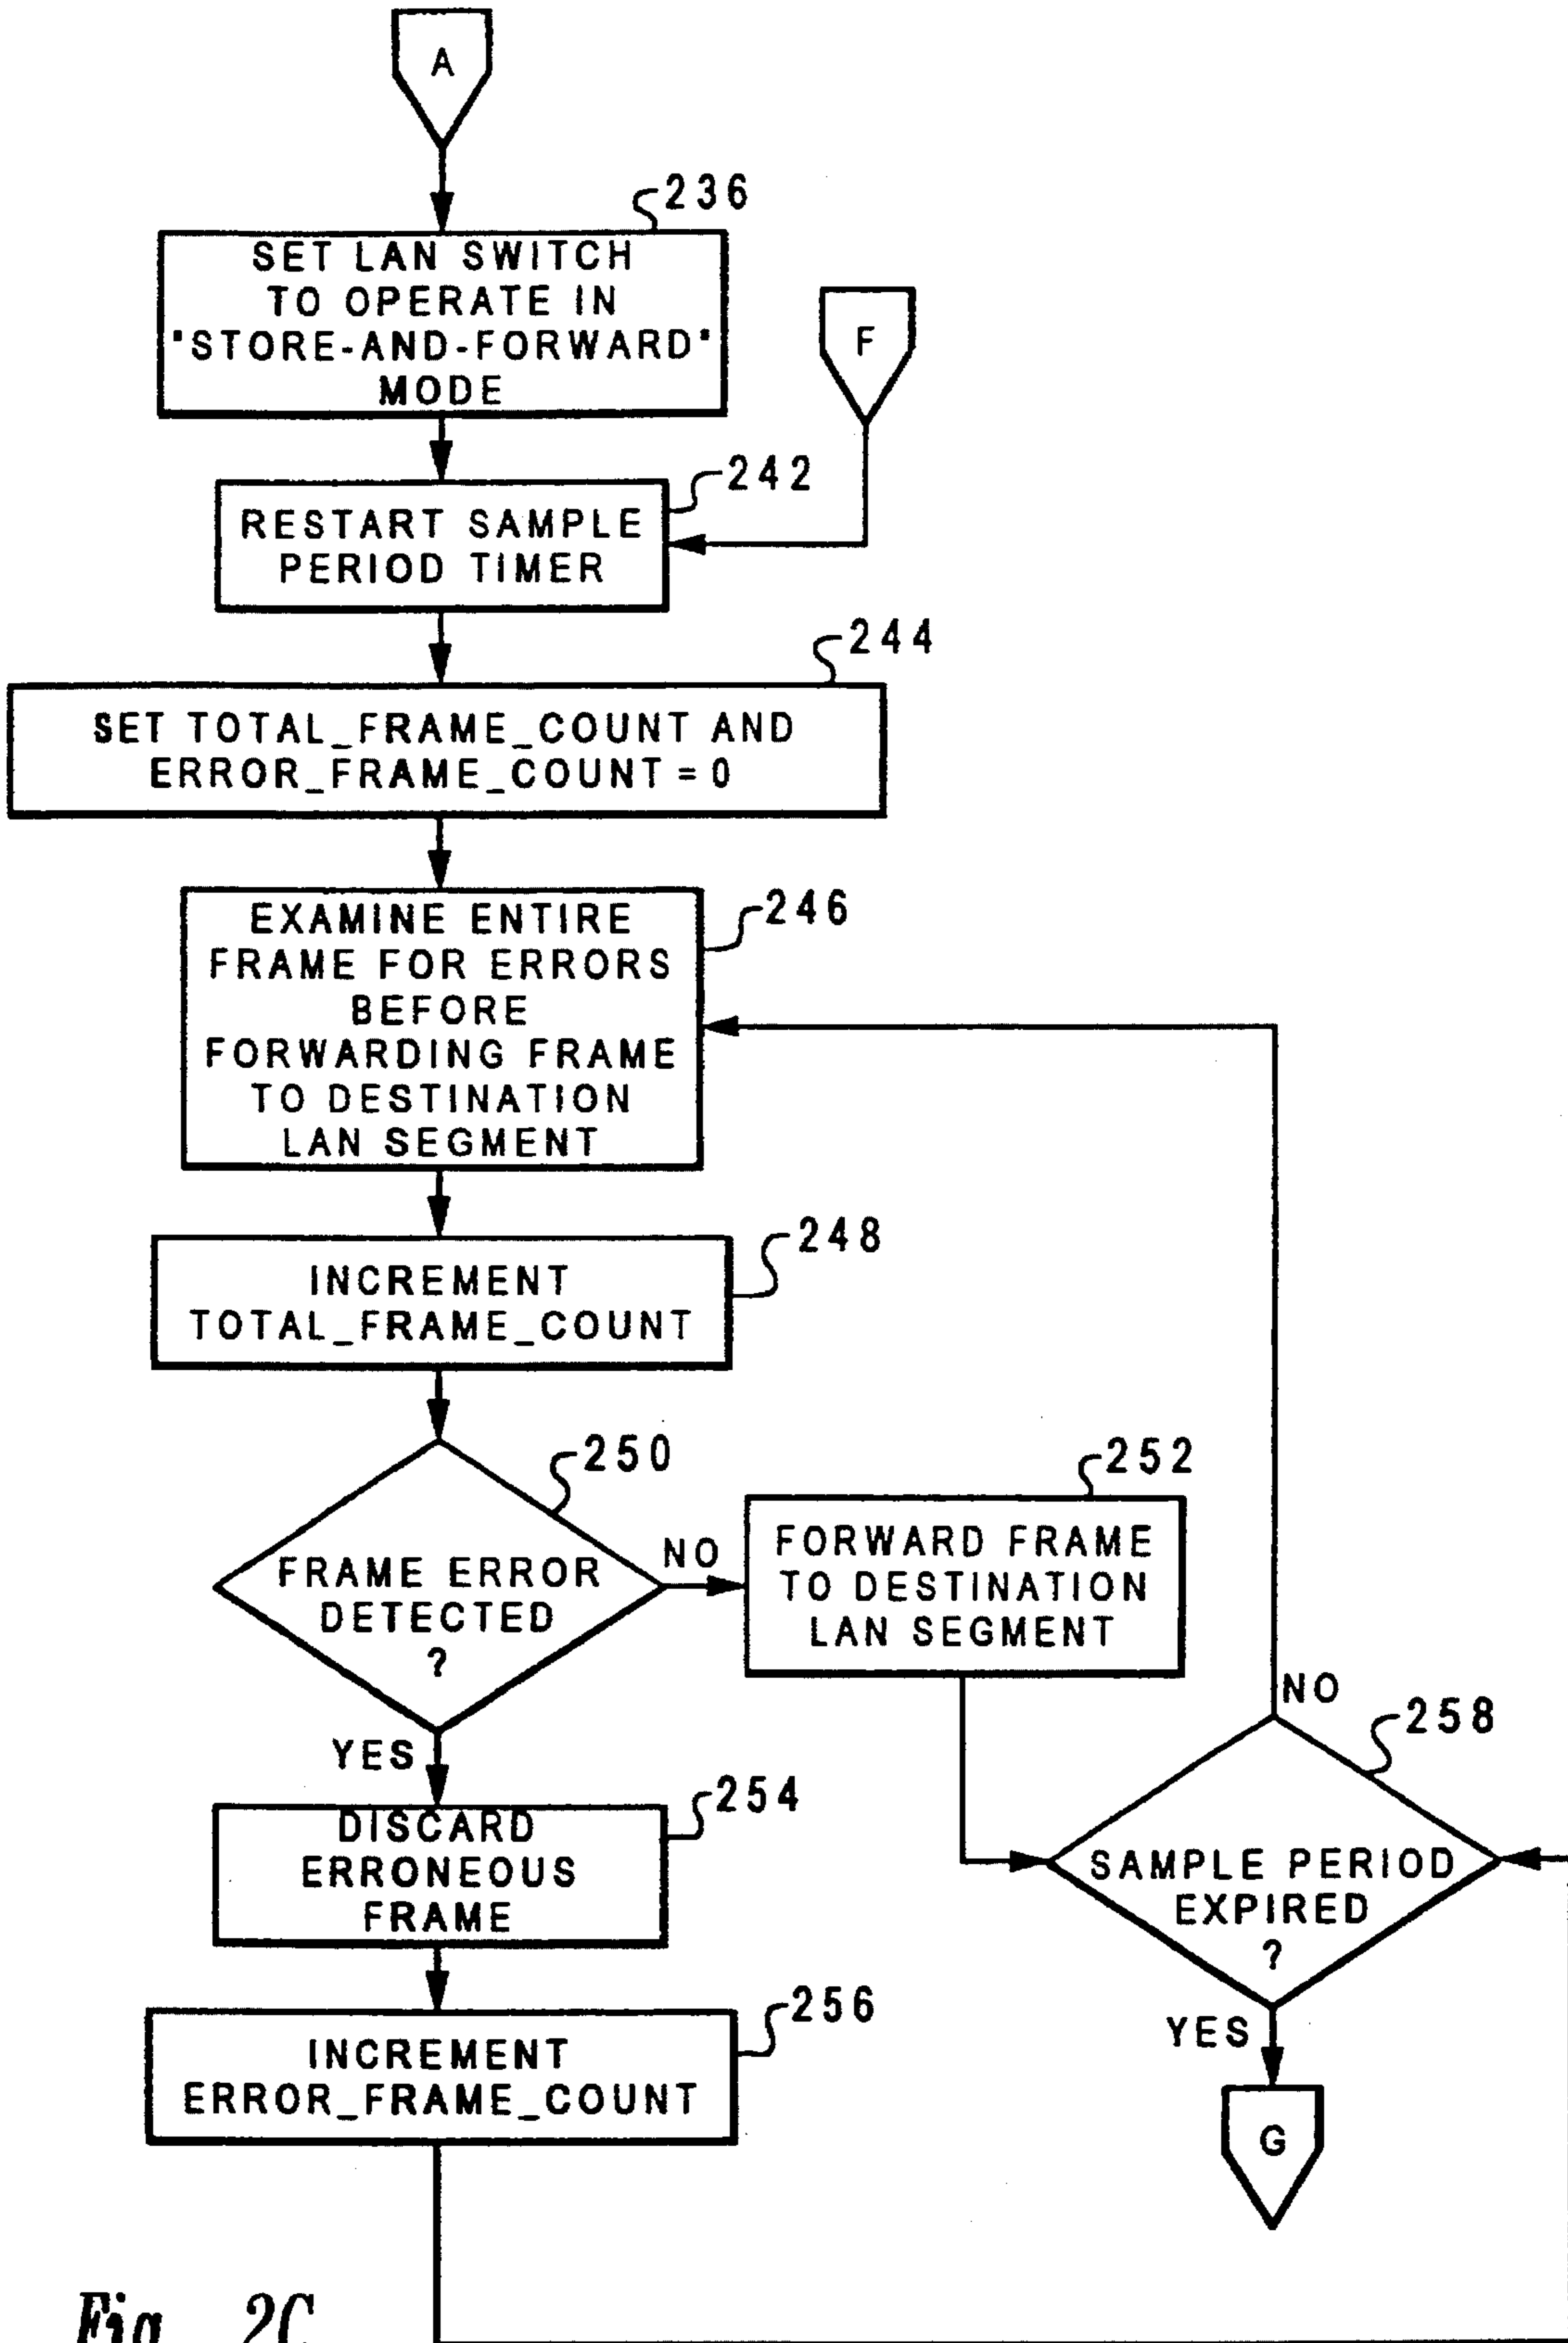 A
236
SET LAN SWITCH
TO OPERATE IN
"STORE-AND-FORWARD"
MODE
F
242
RESTART SAMPLE
PERIOD TIMER
244
SET TOTAL_FRAME_COUNT AND
ERROR_FRAME_COUNT = 0
246
EXAMINE ENTIRE
FRAME FOR ERRORS
BEFORE
FORWARDING FRAME
TO DESTINATION
LAN SEGMENT
248
INCREMENT
TOTAL_FRAME_COUNT
250
FRAME ERROR
DETECTED
?
NO
252
FORWARD FRAME
TO DESTINATION
LAN SEGMENT
YES
254
DISCARD
ERRONEOUS
FRAME
NO
258
SAMPLE PERIOD
EXPIRED
?
256
INCREMENT
ERROR_FRAME_COUNT
YES
G
Fig. 2C